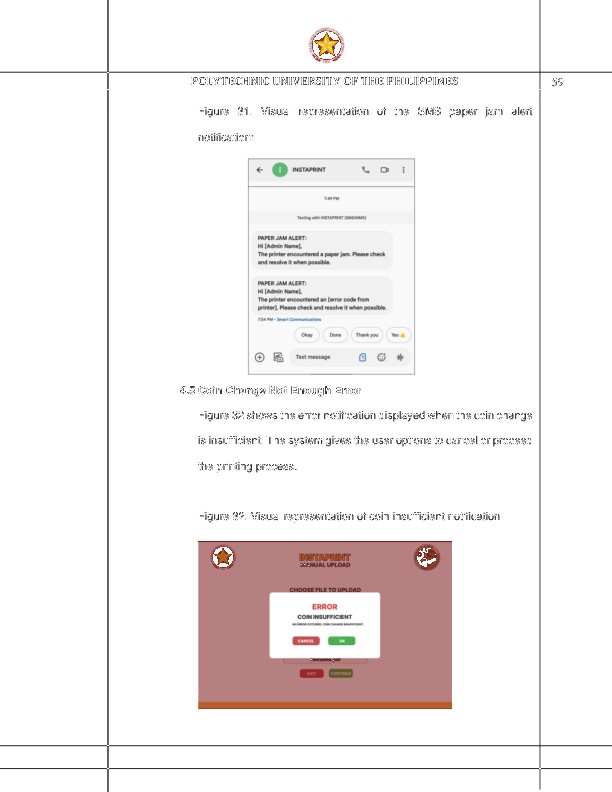 POLYTECHNIC UNIVERSITY OF THE PHILIPPINES
59
Figure 31. Visual representation of the SMS paper jam alert
notification:
INSTAPRINT
7:49 PM
Texting with INSTAPRINT (SMS/MMS)
PAPER JAM ALERT:
Hi [Admin Name],
The printer encountered a paper jam. Please check
and resolve it when possible.
PAPER JAM ALERT:
Hi [Admin Name],
The printer encountered an [error code from
printer]. Please check and resolve it when possible.
7:54 PM • Smart Communications
Okay Done Thank you Yes 👍
Text message
4.5 Coin Change Not Enough Error
Figure 32 shows the error notification displayed when the coin change
is insufficient. The system gives the user options to cancel or proceed
the printing process.
Figure 32. Visual representation of coin insufficient notification
INSTAPRINT
MANUAL UPLOAD
CHOOSE FILE TO UPLOAD
ERROR
COIN INSUFFICIENT
AN ERROR OCCURED, COIN CHANGE INSUFFICIENT.
CANCEL OK
EXIT CONTINUE